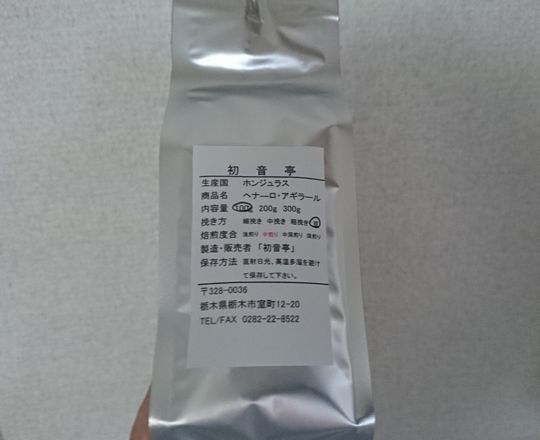 初音亭
生産国 ホンジュラス
商品名 ヘナーロ・アギラール
内容量 100g 200g 300g
挽き方 細挽き 中挽き 粗挽き 豆
焙煎度合 浅煎り 中煎り 中深煎り 深煎り
製造・販売者 「初音亭」
保存方法 直射日光、高温多湿を避け
て保存して下さい。
〒328-0036
栃木県栃木市室町12-20
TEL/FAX 0282-22-8522